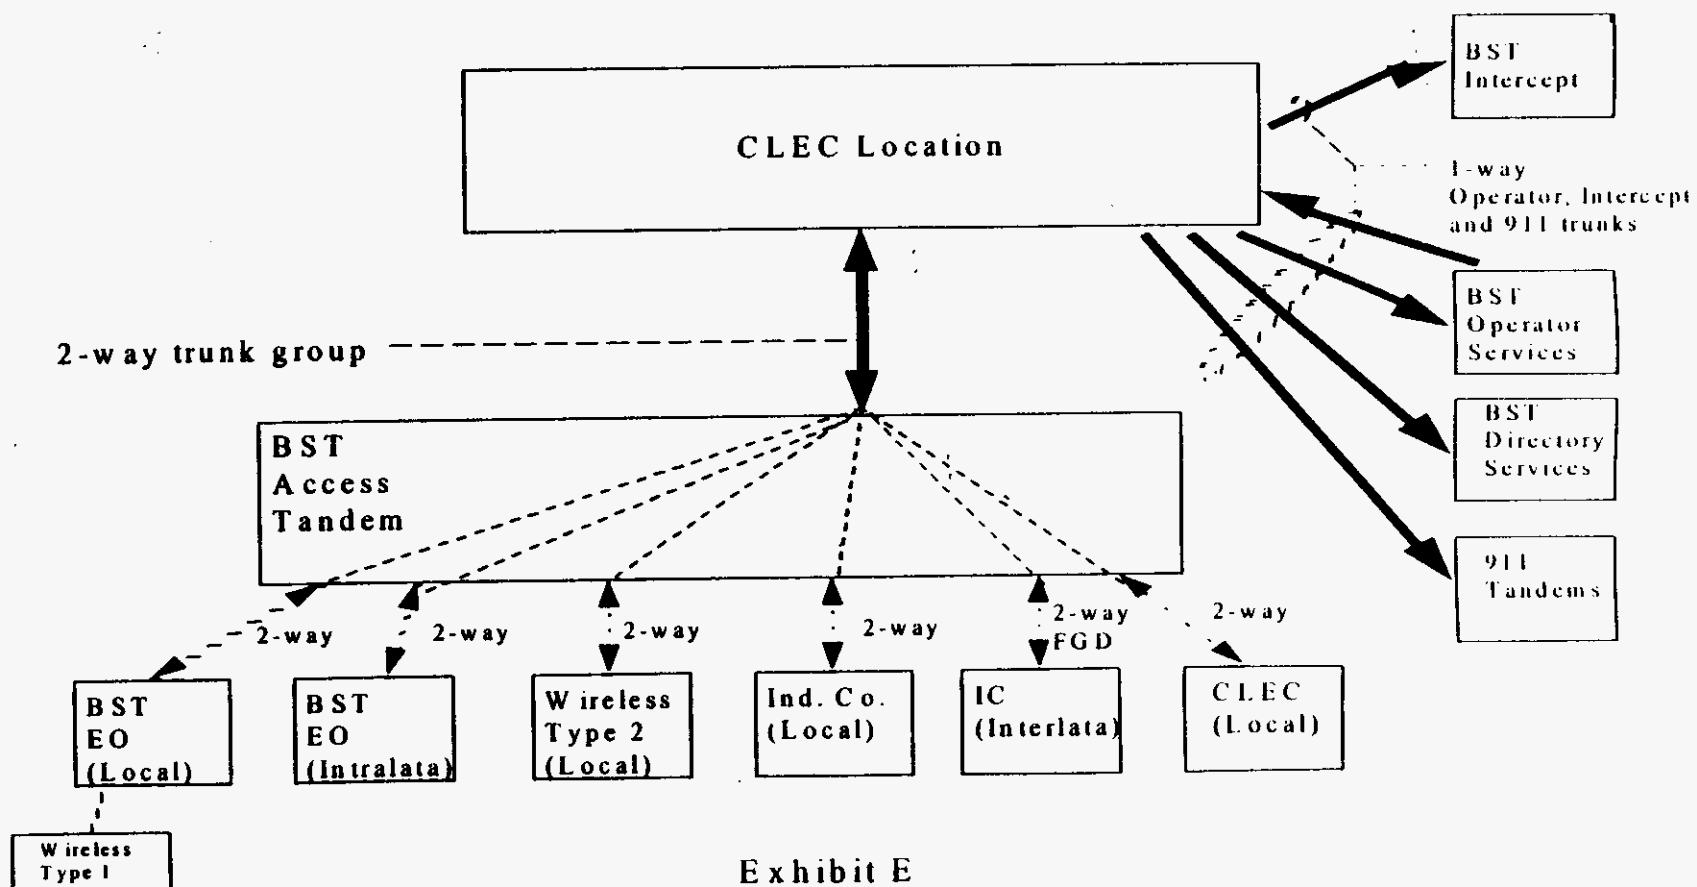 BST
Intercept
CLEC Location
1-way
Operator, Intercept
and 911 trunks
BST
Operator
Services
2-way trunk group
BST
Access
Tandem
BST
Directory
Services
911
Tandems
2-way
2-way
2-way
2-way
2-way
FGD
2-way
BST
EO
(Local)
BST
EO
(Intralata)
Wireless
Type 2
(Local)
Ind. Co.
(Local)
IC
(Interlata)
CLEC
(Local)
Wireless
Type 1
Exhibit E